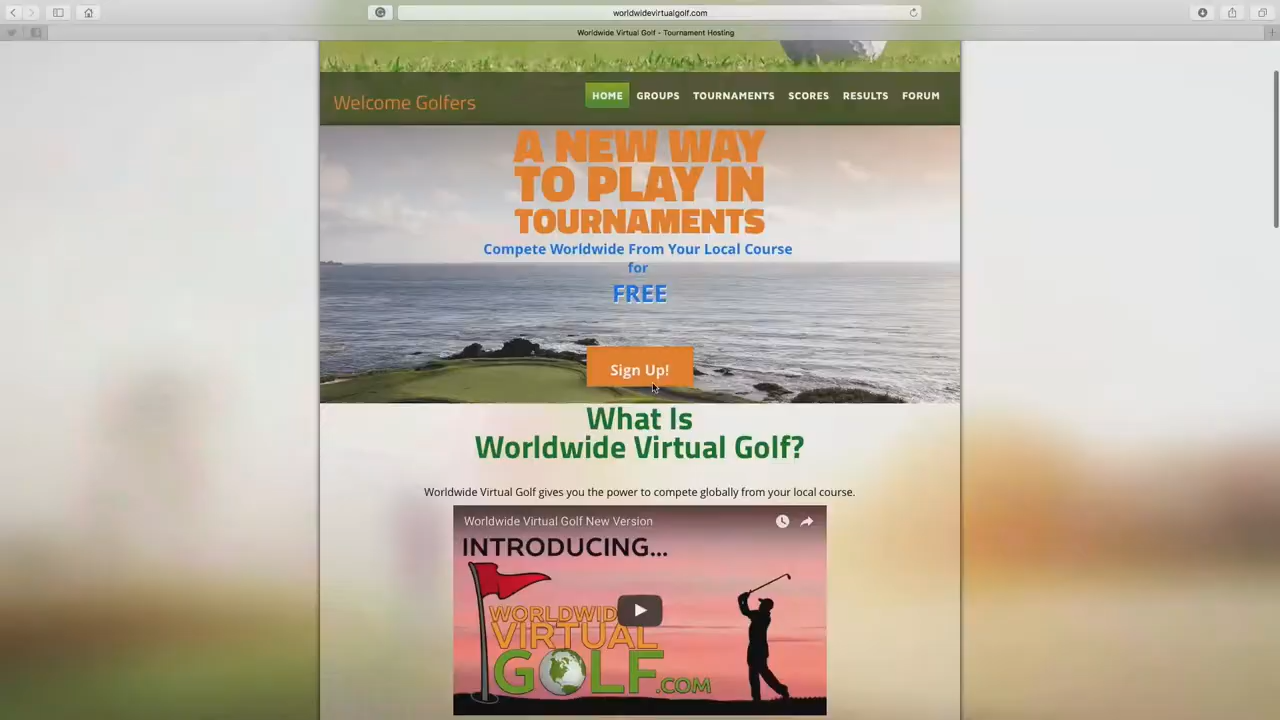 worldwidevirtualgolf.com
Worldwide Virtual Golf - Tournament Hosting
Welcome Golfers
HOME GROUPS TOURNAMENTS SCORES RESULTS FORUM
A NEW WAY
TO PLAY IN
TOURNAMENTS
Compete Worldwide From Your Local Course
for
FREE
Sign Up!
What Is
Worldwide Virtual Golf?
Worldwide Virtual Golf gives you the power to compete globally from your local course.
Worldwide Virtual Golf New Version
INTRODUCING...
VIRTUAL
GOLF.COM